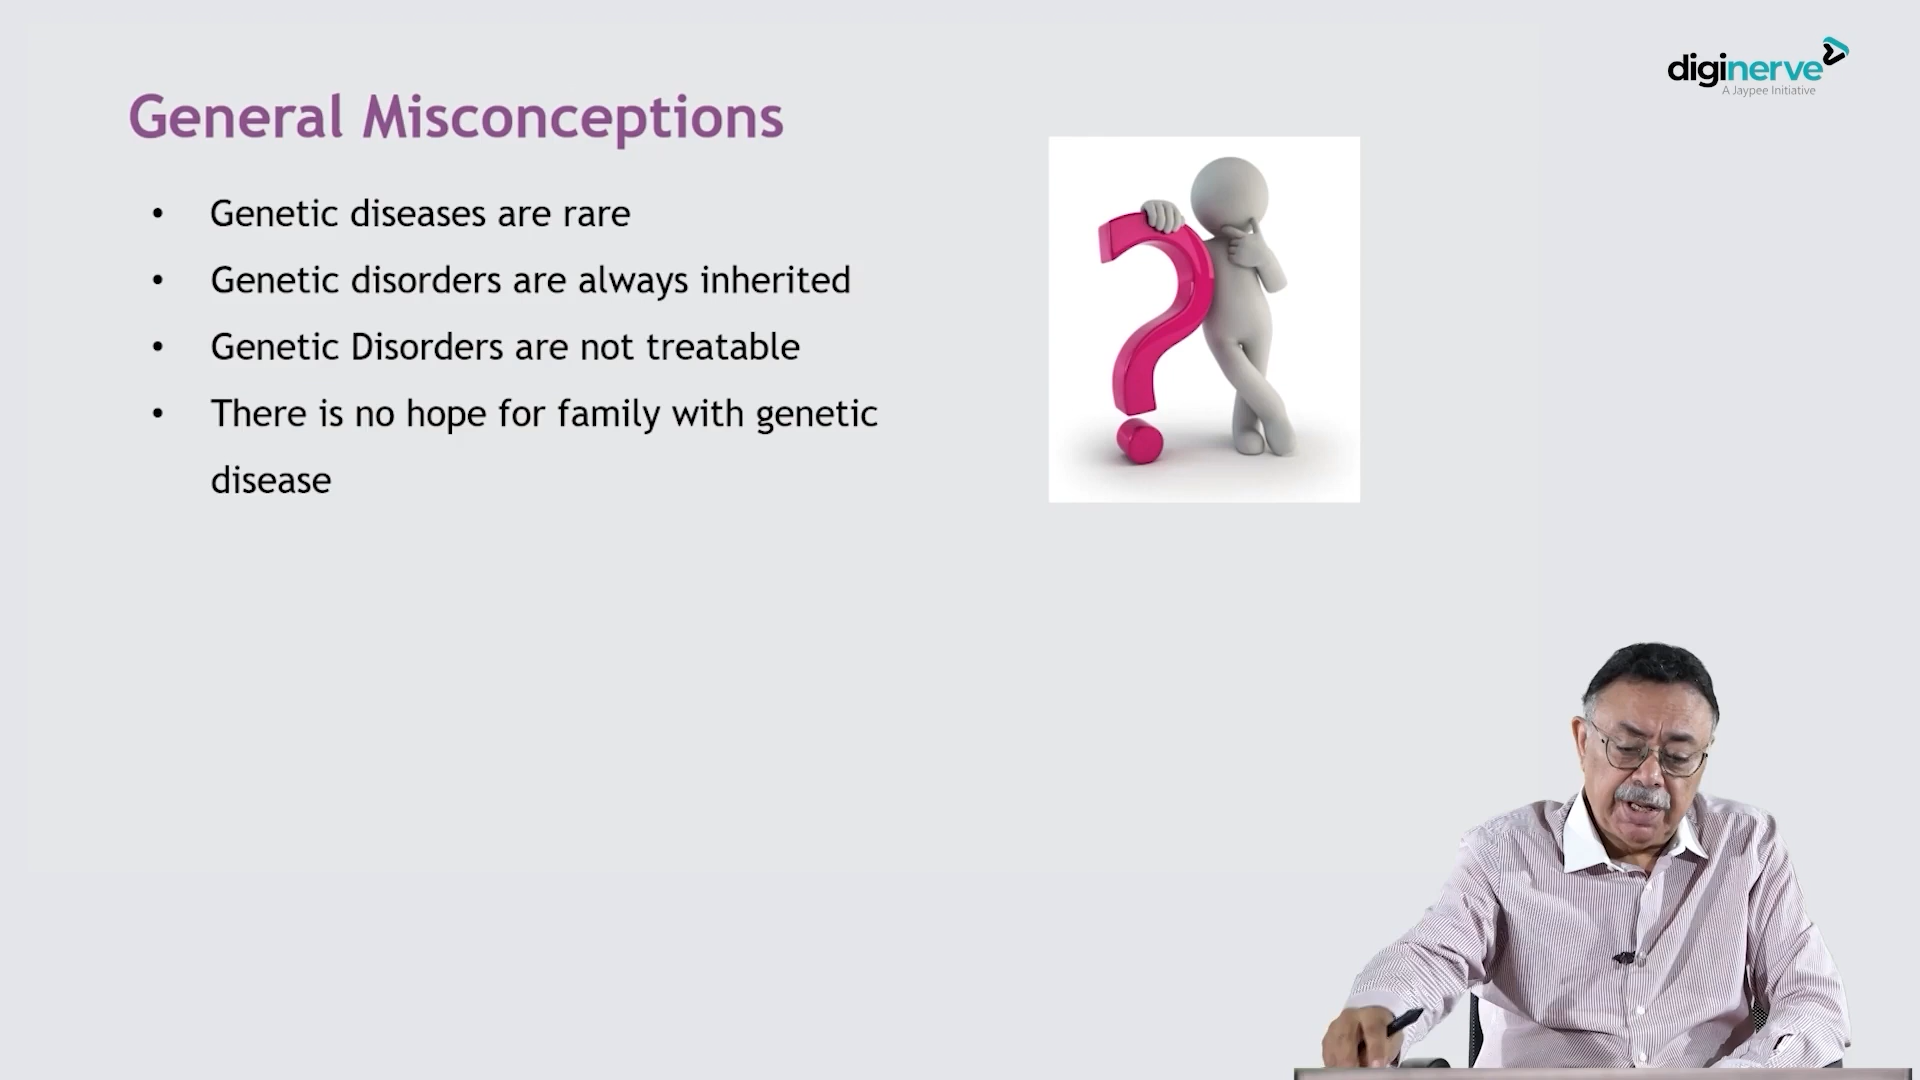 diginerve
A Jaypee Initiative
General Misconceptions
• Genetic diseases are rare
• Genetic disorders are always inherited
• Genetic Disorders are not treatable
• There is no hope for family with genetic
disease